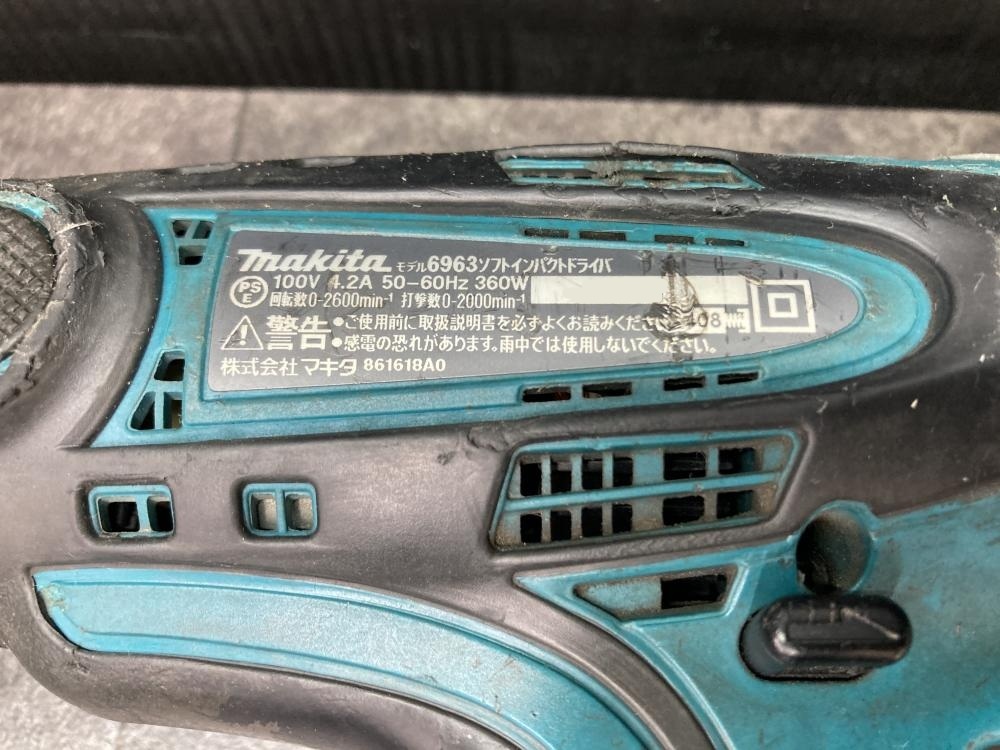 makita モデル6963ソフトインパクトドライバ
PS E 100V 4.2A 50-60Hz 360W
回転数0-2600min-¹ 打撃数0-2000min-¹
警告・ご使用前に取扱説明書を必ずよくお読みください
・感電の恐れがあります。雨中では使用しないでください。
株式会社 マキタ 861618A0